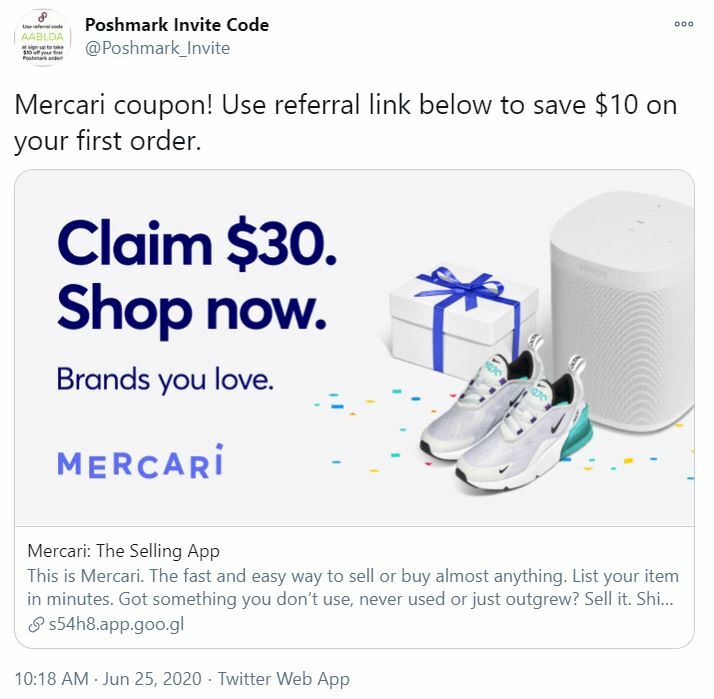 Use referral code
AABLDA
at sign up to take
$10 off your first
Poshmark order!
Poshmark Invite Code
@Poshmark_Invite
Mercari coupon! Use referral link below to save $10 on
your first order.
Claim $30.
Shop now.
Brands you love.
MERCARI
SONOS
Mercari: The Selling App
This is Mercari. The fast and easy way to sell or buy almost anything. List your item
in minutes. Got something you don’t use, never used or just outgrew? Sell it. Shi...
s54h8.app.goo.gl
10:18 AM · Jun 25, 2020 · Twitter Web App